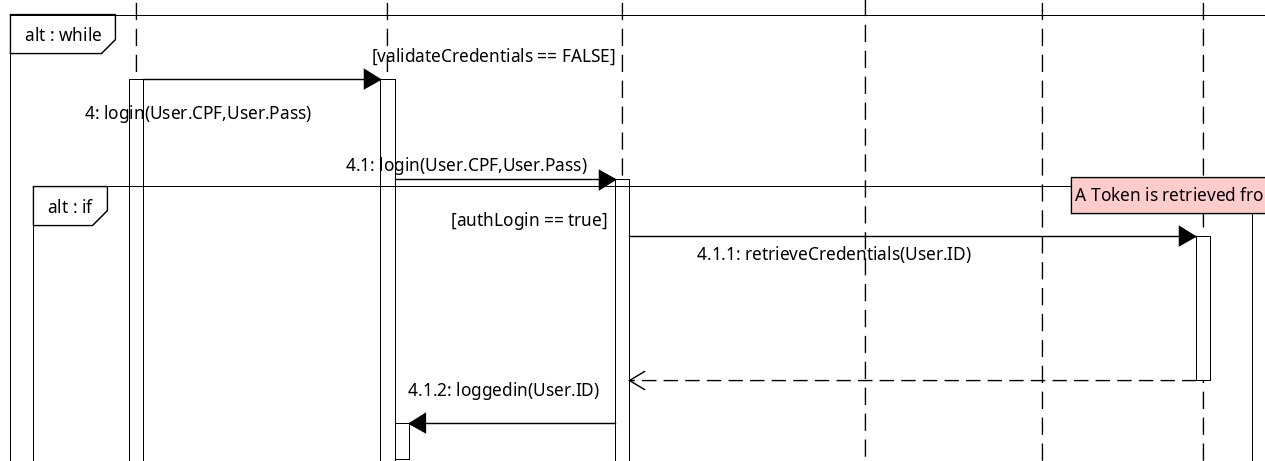 alt : while
[validateCredentials == FALSE]
4: login(User.CPF,User.Pass)
4.1: login(User.CPF,User.Pass)
alt : if
A Token is retrieved fro
[authLogin == true]
4.1.1: retrieveCredentials(User.ID)
4.1.2: loggedin(User.ID)